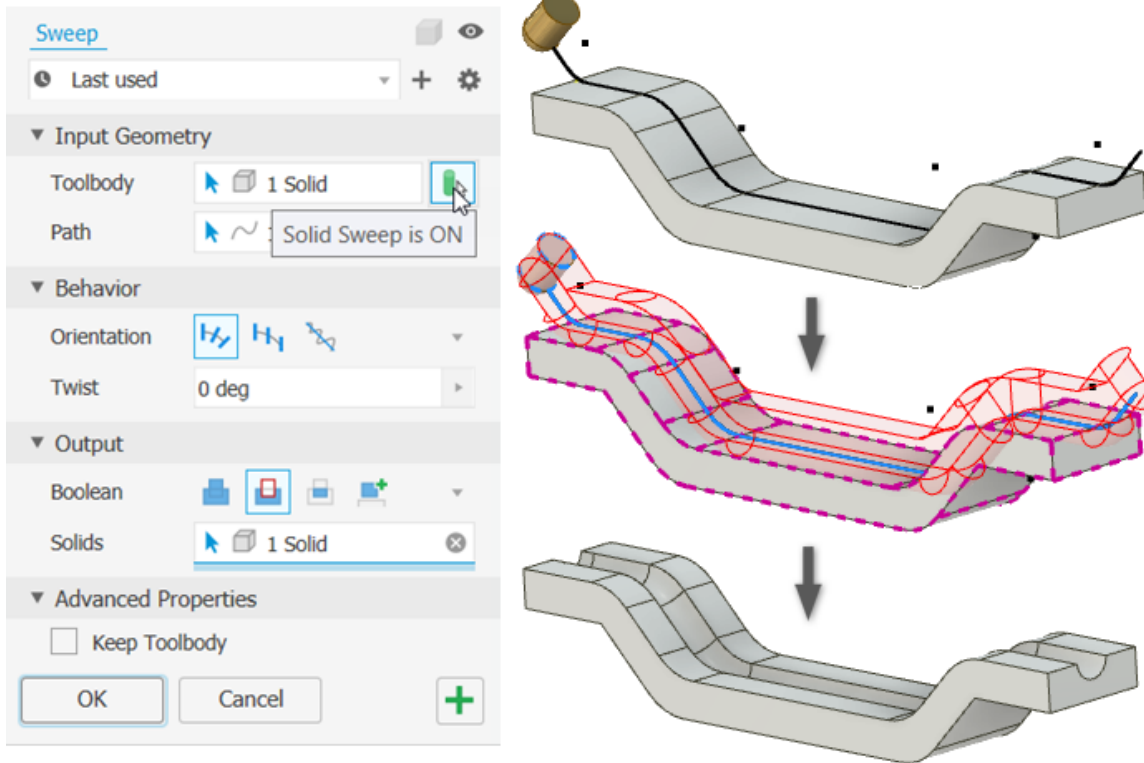 Sweep
Last used
Input Geometry
Toolbody 1 Solid
Path
Solid Sweep is ON
Behavior
Orientation
Twist 0 deg
Output
Boolean
Solids 1 Solid
Advanced Properties
Keep Toolbody
OK Cancel